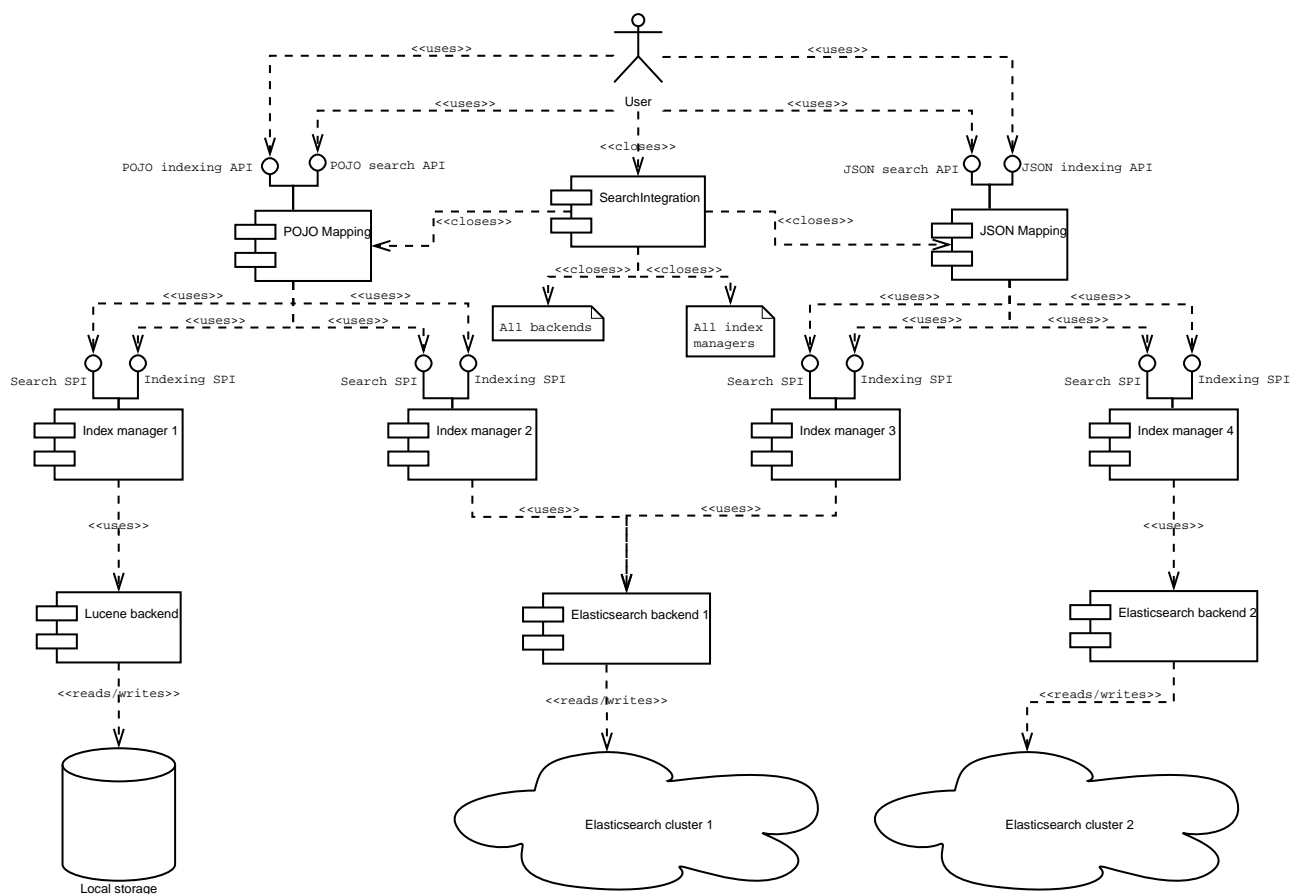 <<uses>>
<<uses>>
User
<<uses>>
<<uses>>
<<closes>>
POJO indexing API
POJO search API
JSON search API
JSON indexing API
SearchIntegration
<<closes>>
<<closes>>
POJO Mapping
JSON Mapping
<<closes>>
<<closes>>
<<uses>>
<<uses>>
<<uses>>
<<uses>>
<<uses>>
<<uses>>
<<uses>>
<<uses>>
All backends
All index
managers
Search SPI
Indexing SPI
Search SPI
Indexing SPI
Search SPI
Indexing SPI
Search SPI
Indexing SPI
Index manager 1
Index manager 2
Index manager 3
Index manager 4
<<uses>>
<<uses>>
<<uses>>
<<uses>>
Lucene backend
Elasticsearch backend 1
Elasticsearch backend 2
<<reads/writes>>
<<reads/writes>>
<<reads/writes>>
Elasticsearch cluster 1
Elasticsearch cluster 2
Local storage